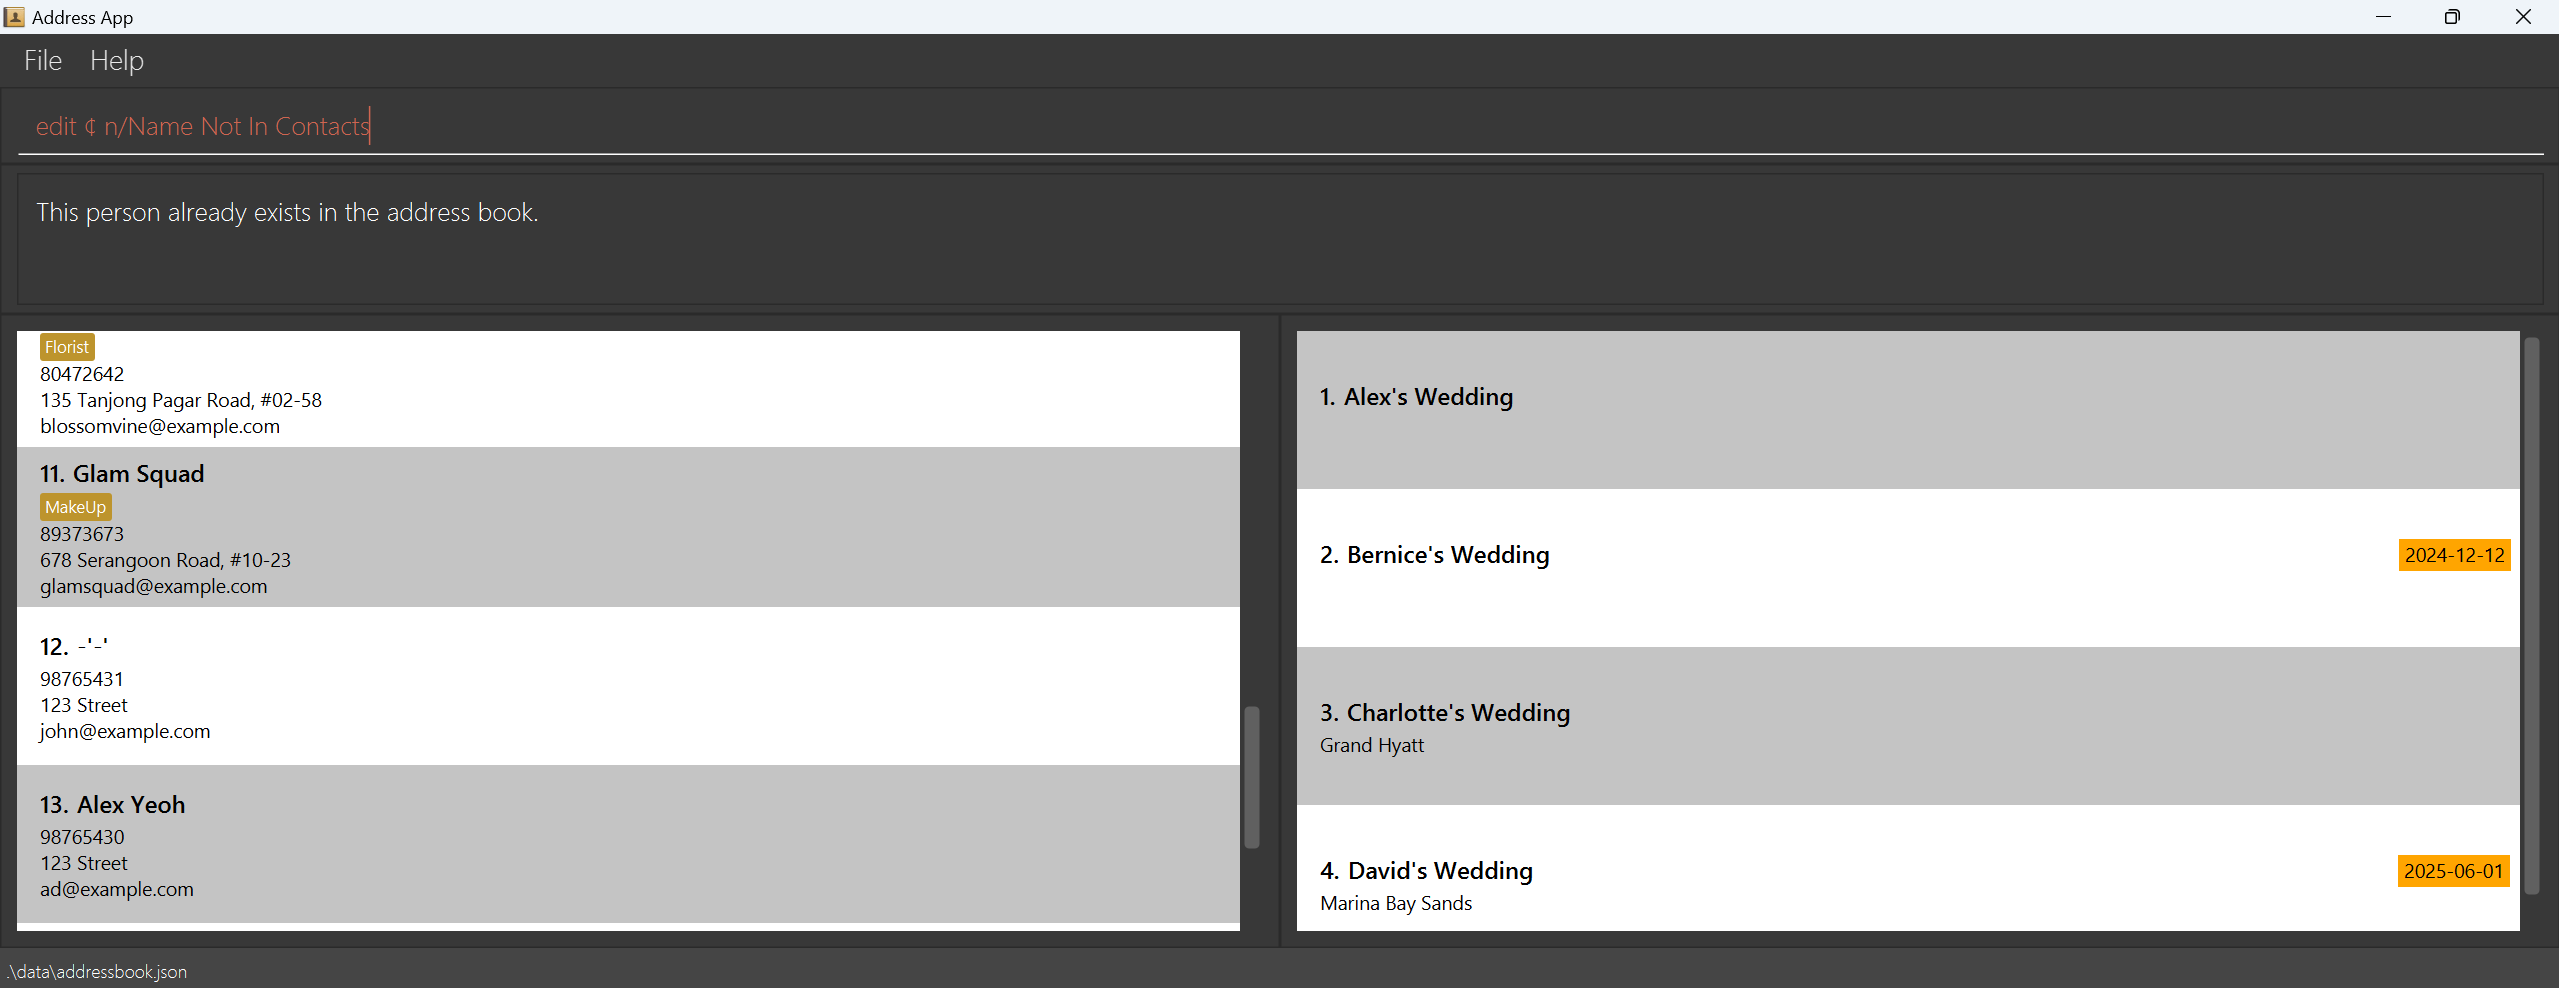 Address App
File Help
edit ¢ n/Name Not In Contacts
This person already exists in the address book.
Florist
80472642
135 Tanjong Pagar Road, #02-58
blossomvine@example.com
11. Glam Squad
MakeUp
89373673
678 Serangoon Road, #10-23
glamsquad@example.com
12. -'-'
98765431
123 Street
john@example.com
13. Alex Yeoh
98765430
123 Street
ad@example.com
1. Alex's Wedding
2. Bernice's Wedding
2024-12-12
3. Charlotte's Wedding
Grand Hyatt
4. David's Wedding
2025-06-01
Marina Bay Sands
.\data\addressbook.json